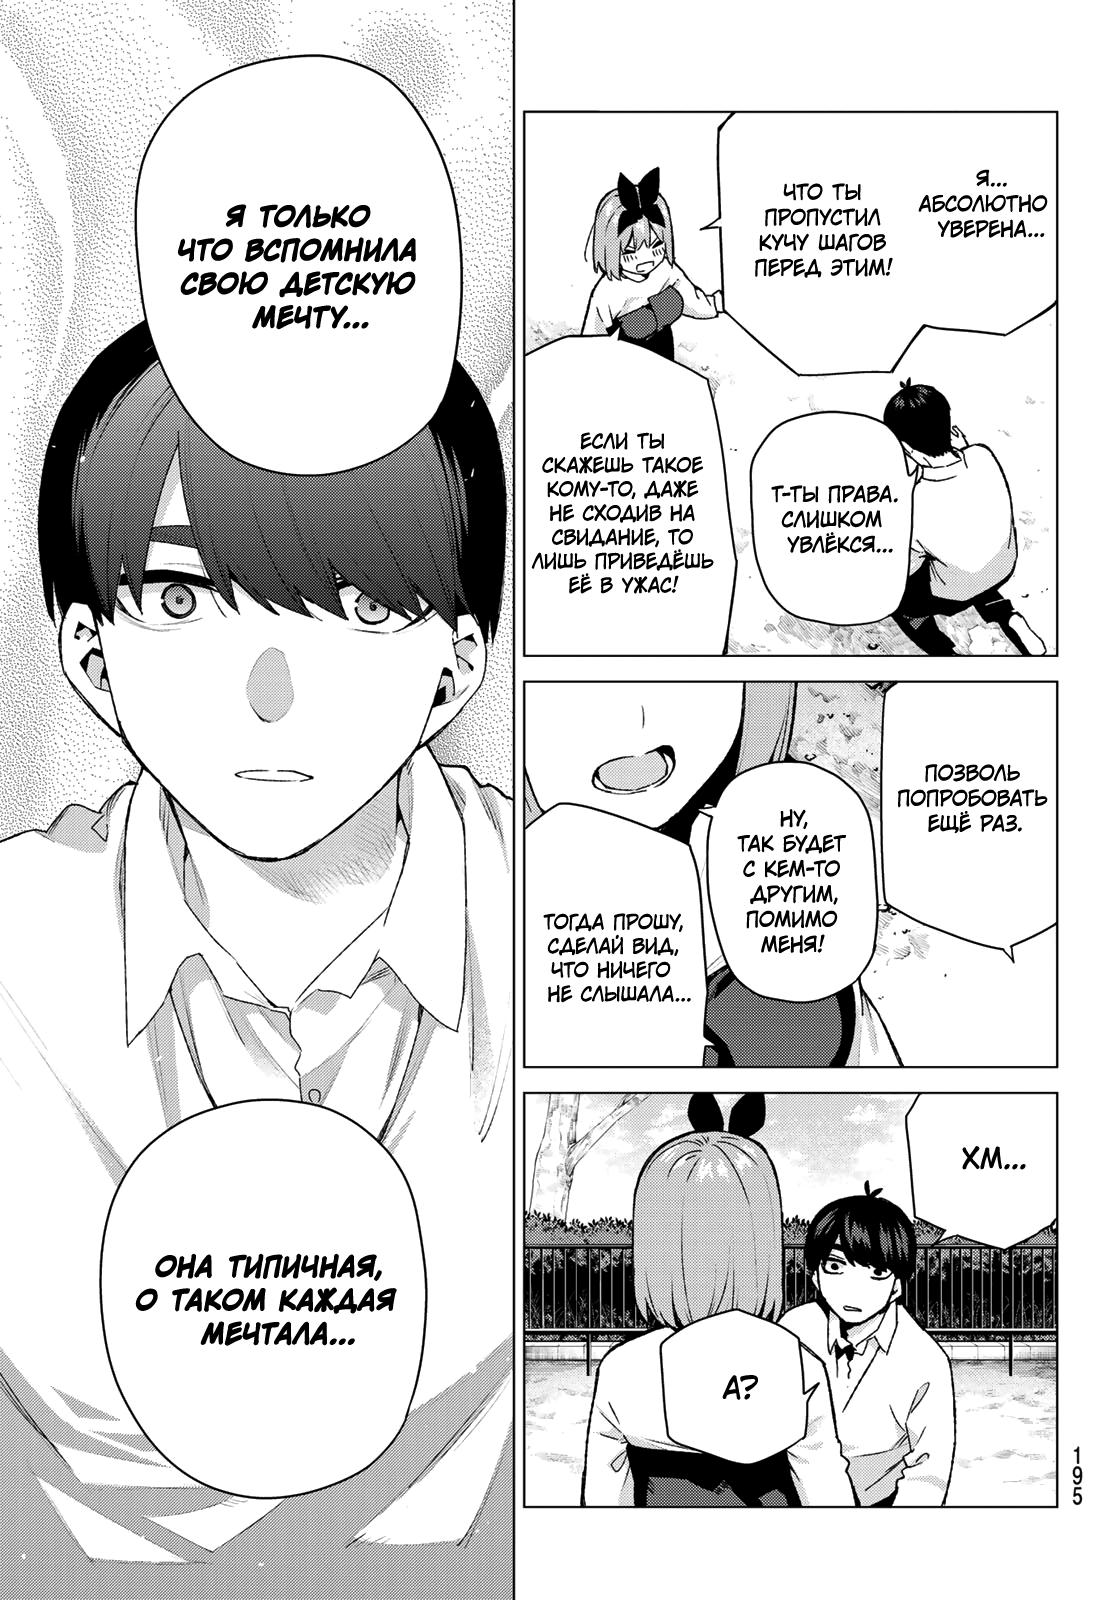 Я...
АБСОЛЮТНО
УВЕРЕНА...
ЧТО ТЫ
ПРОПУСТИЛ
КУЧУ ШАГОВ
ПЕРЕД ЭТИМ!
ЕСЛИ ТЫ
СКАЖЕШЬ ТАКОЕ
КОМУ-ТО, ДАЖЕ
НЕ СХОДИВ НА
СВИДАНИЕ, ТО
ЛИШЬ ПРИВЕДЁШЬ
ЕЁ В УЖАС!
Т-ТЫ ПРАВА.
СЛИШКОМ
УВЛЁКСЯ...
ПОЗВОЛЬ
ПОПРОБОВАТЬ
ЕЩЁ РАЗ.
НУ,
ТАК БУДЕТ
С КЕМ-ТО
ДРУГИМ,
ПОМИМО
МЕНЯ!
ТОГДА ПРОШУ,
СДЕЛАЙ ВИД,
ЧТО НИЧЕГО
НЕ СЛЫШАЛА...
ХМ...
А?
Я ТОЛЬКО
ЧТО ВСПОМНИЛА
СВОЮ ДЕТСКУЮ
МЕЧТУ...
ОНА ТИПИЧНАЯ,
О ТАКОМ КАЖДАЯ
МЕЧТАЛА...
195